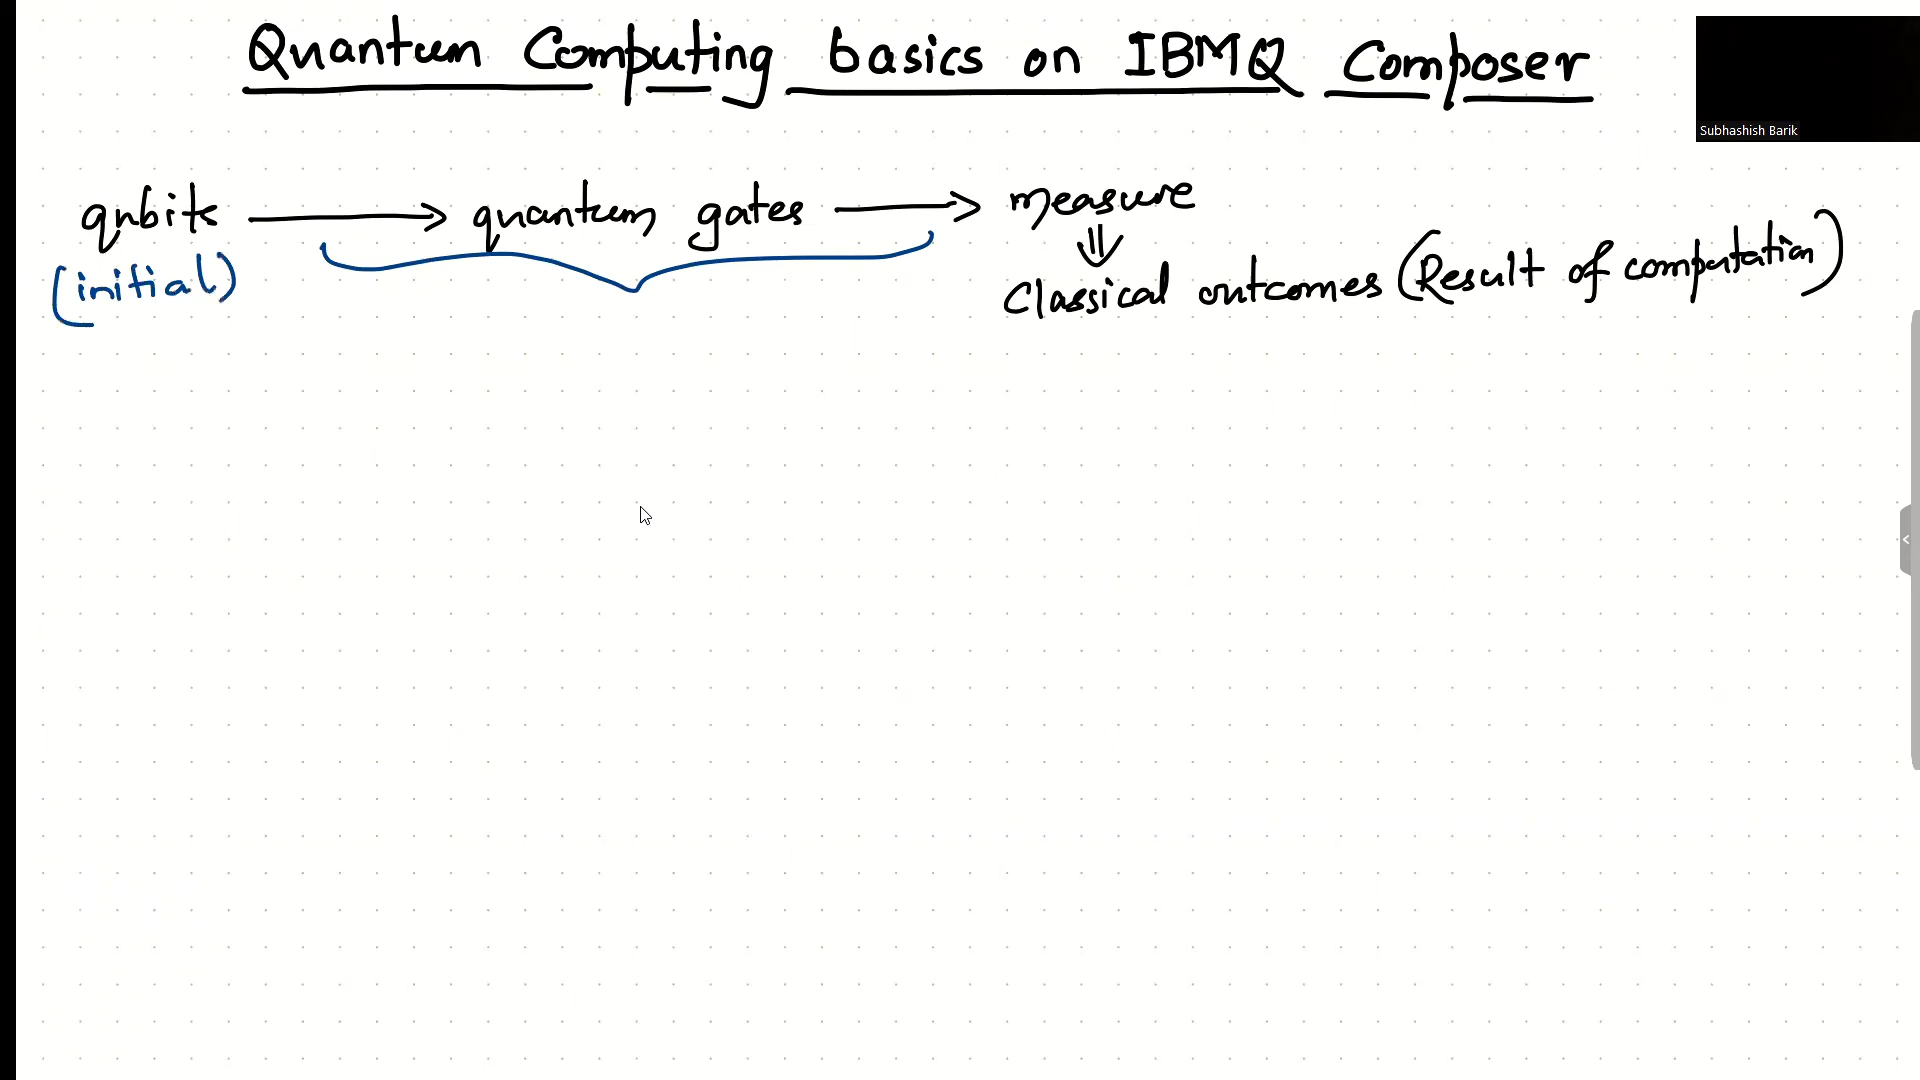 Quantum Computing basics on IBMQ Composer
Subhashish Barik
qubits → quantum gates → measure
(initial)
⇓
Classical outcomes (Result of computation)
<